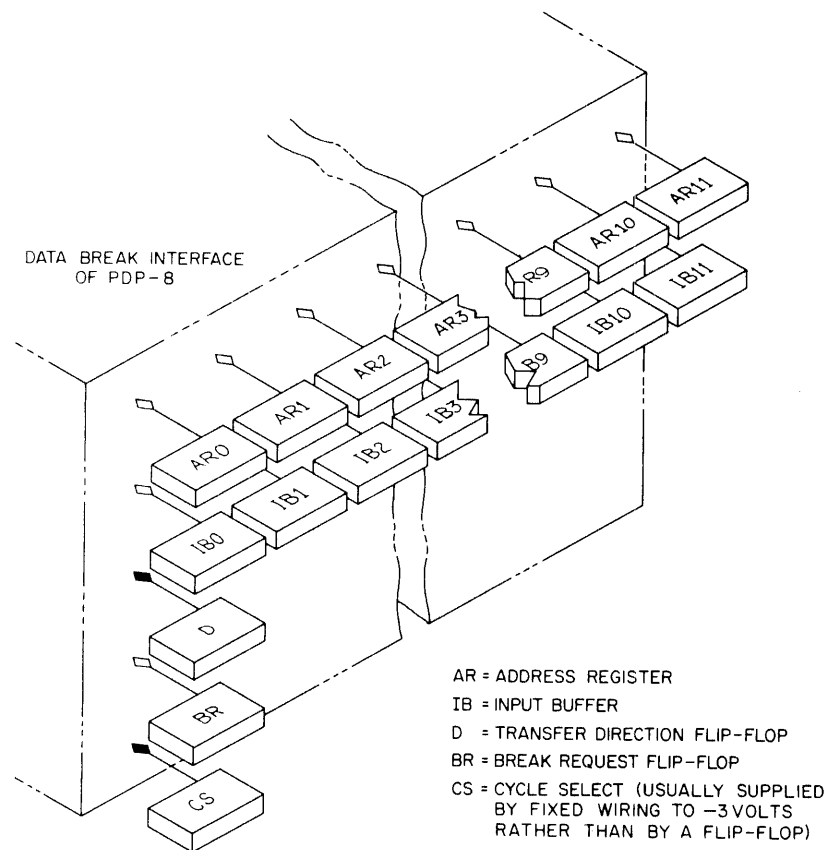 DATA BREAK INTERFACE
OF PDP-8
AR11
AR10
R9
AR3
AR2
AR1
AR0
IB11
IB10
B9
IB3
IB2
IB1
IB0
D
BR
CS
AR = ADDRESS REGISTER
IB = INPUT BUFFER
D = TRANSFER DIRECTION FLIP-FLOP
BR = BREAK REQUEST FLIP-FLOP
CS = CYCLE SELECT (USUALLY SUPPLIED
BY FIXED WIRING TO -3 VOLTS
RATHER THAN BY A FLIP-FLOP)